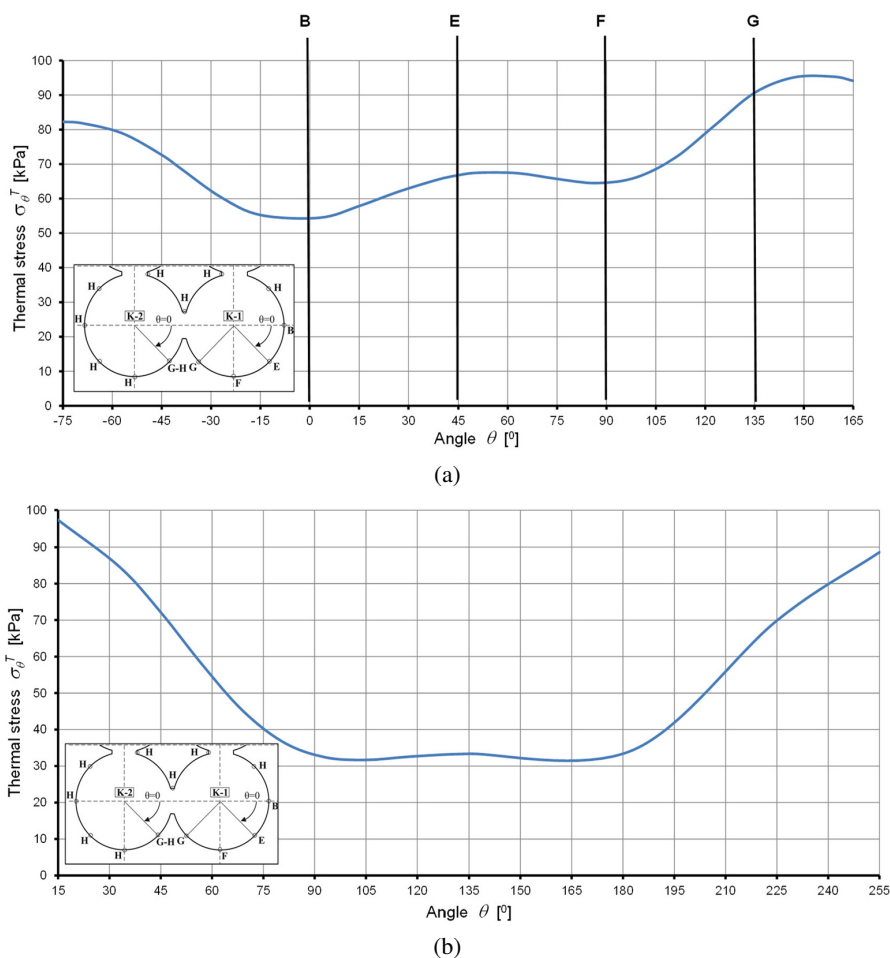 B E F G
Thermal stress σθᵀ [kPa]
100
90
80
70
60
50
40
30
20
10
0
H H H H
H
H K-2 θ=0 K-1 θ=0 B
H G-H G E
H F
-75 -60 -45 -30 -15 0 15 30 45 60 75 90 105 120 135 150 165
Angle θ [⁰]
(a)
Thermal stress σθᵀ [kPa]
100
90
80
70
60
50
40
30
20
10
0
H H H H
H
H K-2 θ=0 K-1 θ=0 B
H G-H G E
H F
15 30 45 60 75 90 105 120 135 150 165 180 195 210 225 240 255
Angle θ [⁰]
(b)